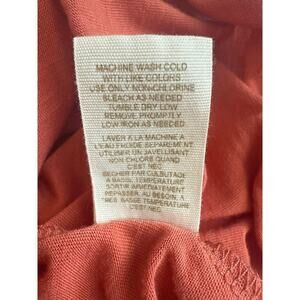 MACHINE WASH COLD
WITH LIKE COLORS
USE ONLY NON-CHLORINE
BLEACH AS NEEDED
TUMBLE DRY LOW
REMOVE PROMPTLY
LOW IRON AS NEEDED
LAVER A LA MACHINE A
L'EAU FROIDE SEPAREMENT
UTILISER UN JAVELLISANT
NON CHLORE QUAND
C'EST NEC
SECHER PAR CULBUTAGE
A BASSE TEMPERATURE
SORTIR IMMEDIATEMENT
REPASSER, AU BESOIN, A
TRES BASSE TEMPERATURE
C'EST NEC.